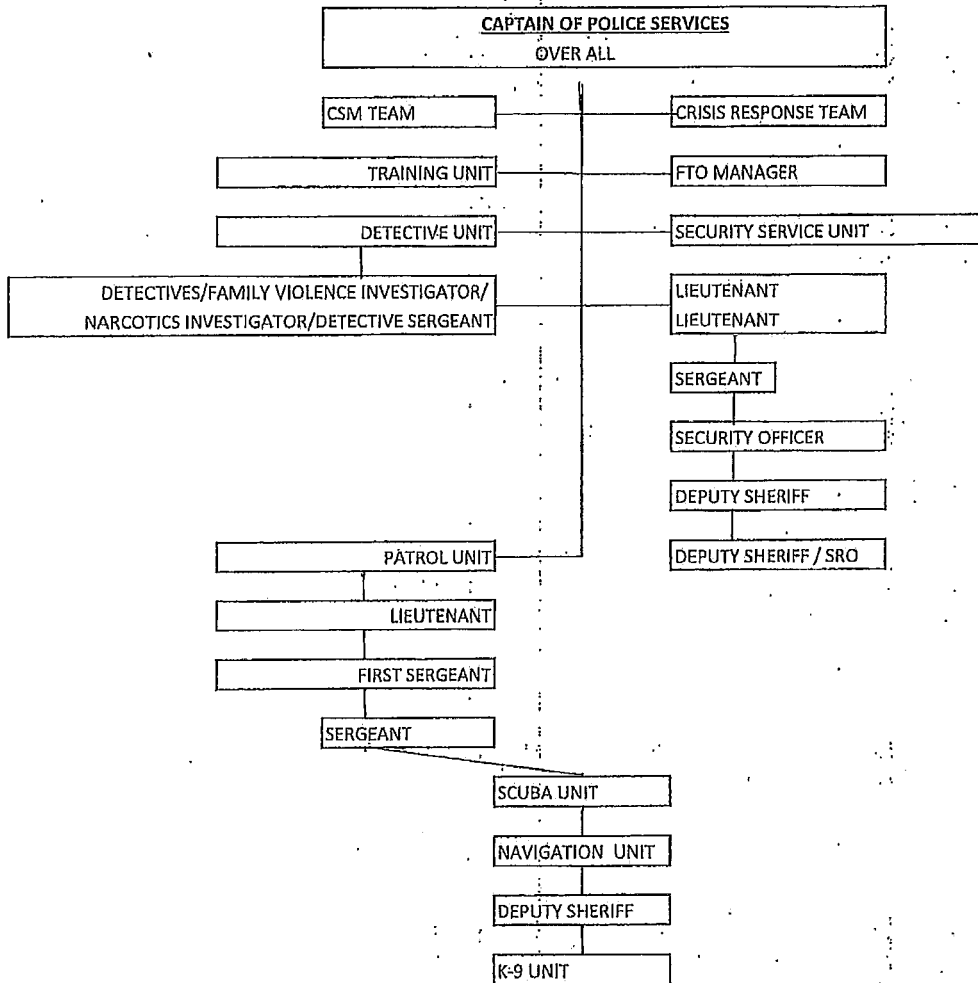 CAPTAIN OF POLICE SERVICES
OVER ALL
CSM TEAM
CRISIS RESPONSE TEAM
TRAINING UNIT
FTO MANAGER
DETECTIVE UNIT
SECURITY SERVICE UNIT
DETECTIVES/FAMILY VIOLENCE INVESTIGATOR/
NARCOTICS INVESTIGATOR/DETECTIVE SERGEANT
LIEUTENANT
LIEUTENANT
SERGEANT
SECURITY OFFICER
DEPUTY SHERIFF
DEPUTY SHERIFF / SRO
PATROL UNIT
LIEUTENANT
FIRST SERGEANT
SERGEANT
SCUBA UNIT
NAVIGATION UNIT
DEPUTY SHERIFF
K-9 UNIT